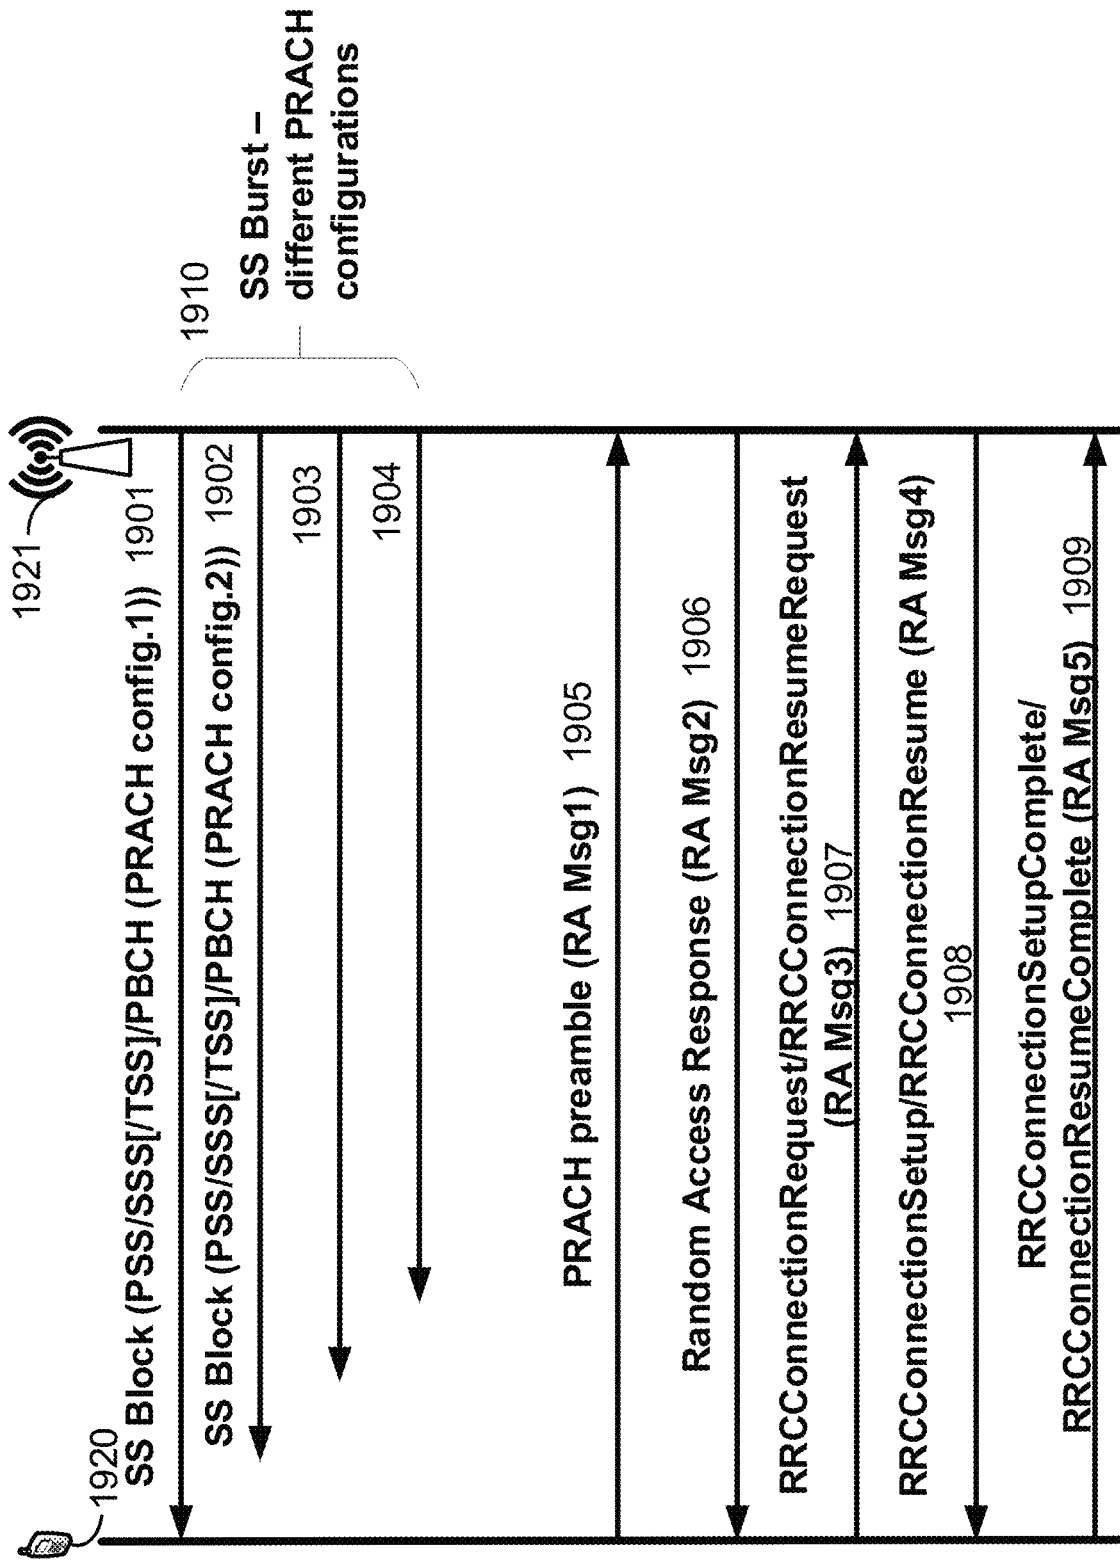 1920
1921
SS Block (PSS/SSS[/TSS]/PBCH (PRACH config.1)) 1901
SS Block (PSS/SSS[/TSS]/PBCH (PRACH config.2)) 1902
1903
1904
1910
SS Burst –
different PRACH
configurations
PRACH preamble (RA Msg1) 1905
Random Access Response (RA Msg2) 1906
RRCConnectionRequest/RRCConnectionResumeRequest
(RA Msg3) 1907
RRCConnectionSetup/RRCConnectionResume (RA Msg4)
1908
RRCConnectionSetupComplete/
RRCConnectionResumeComplete (RA Msg5) 1909